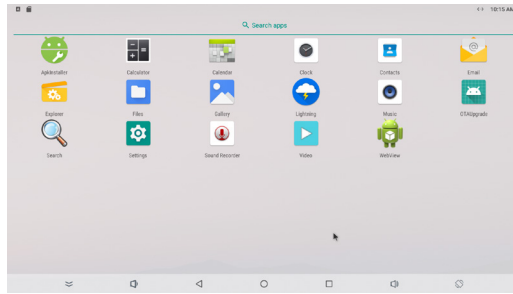 10:15 AM
Search apps
ApkInstaller
Calculator
Calendar
Clock
Contacts
Email
@
Explorer
Files
Gallery
Lightning
Music
OTAUpgrade
Search
Settings
Sound Recorder
Video
WebView